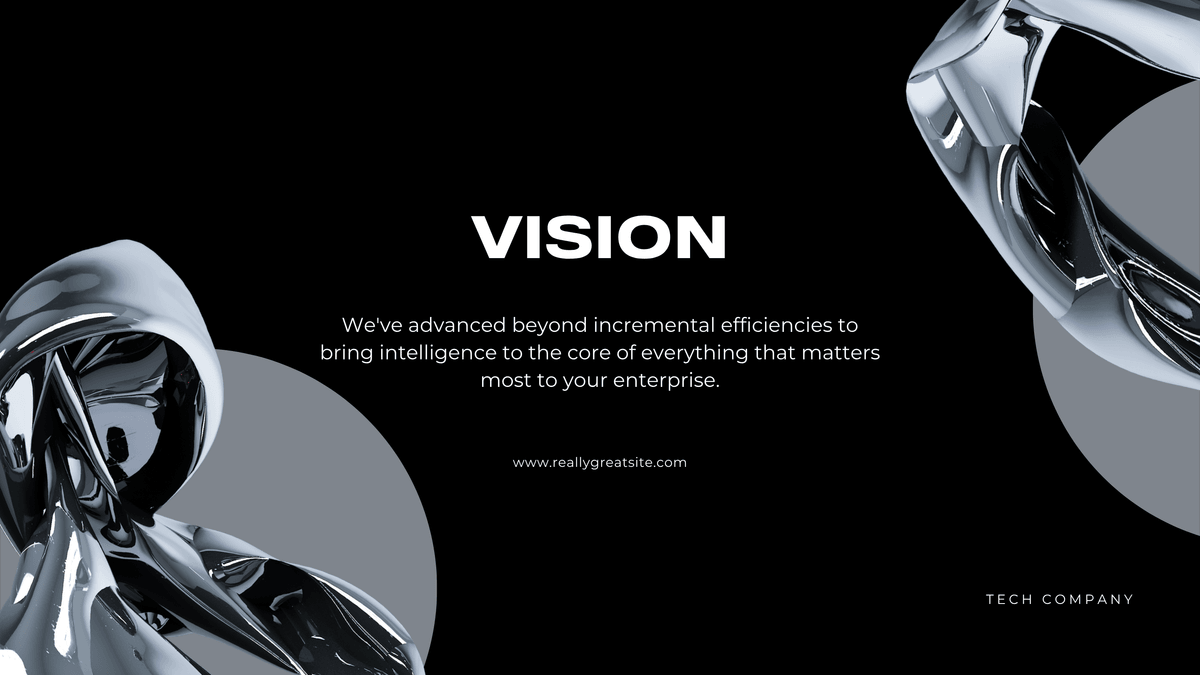 VISION
We've advanced beyond incremental efficiencies to
bring intelligence to the core of everything that matters
most to your enterprise.
www.reallygreatsite.com
TECH COMPANY